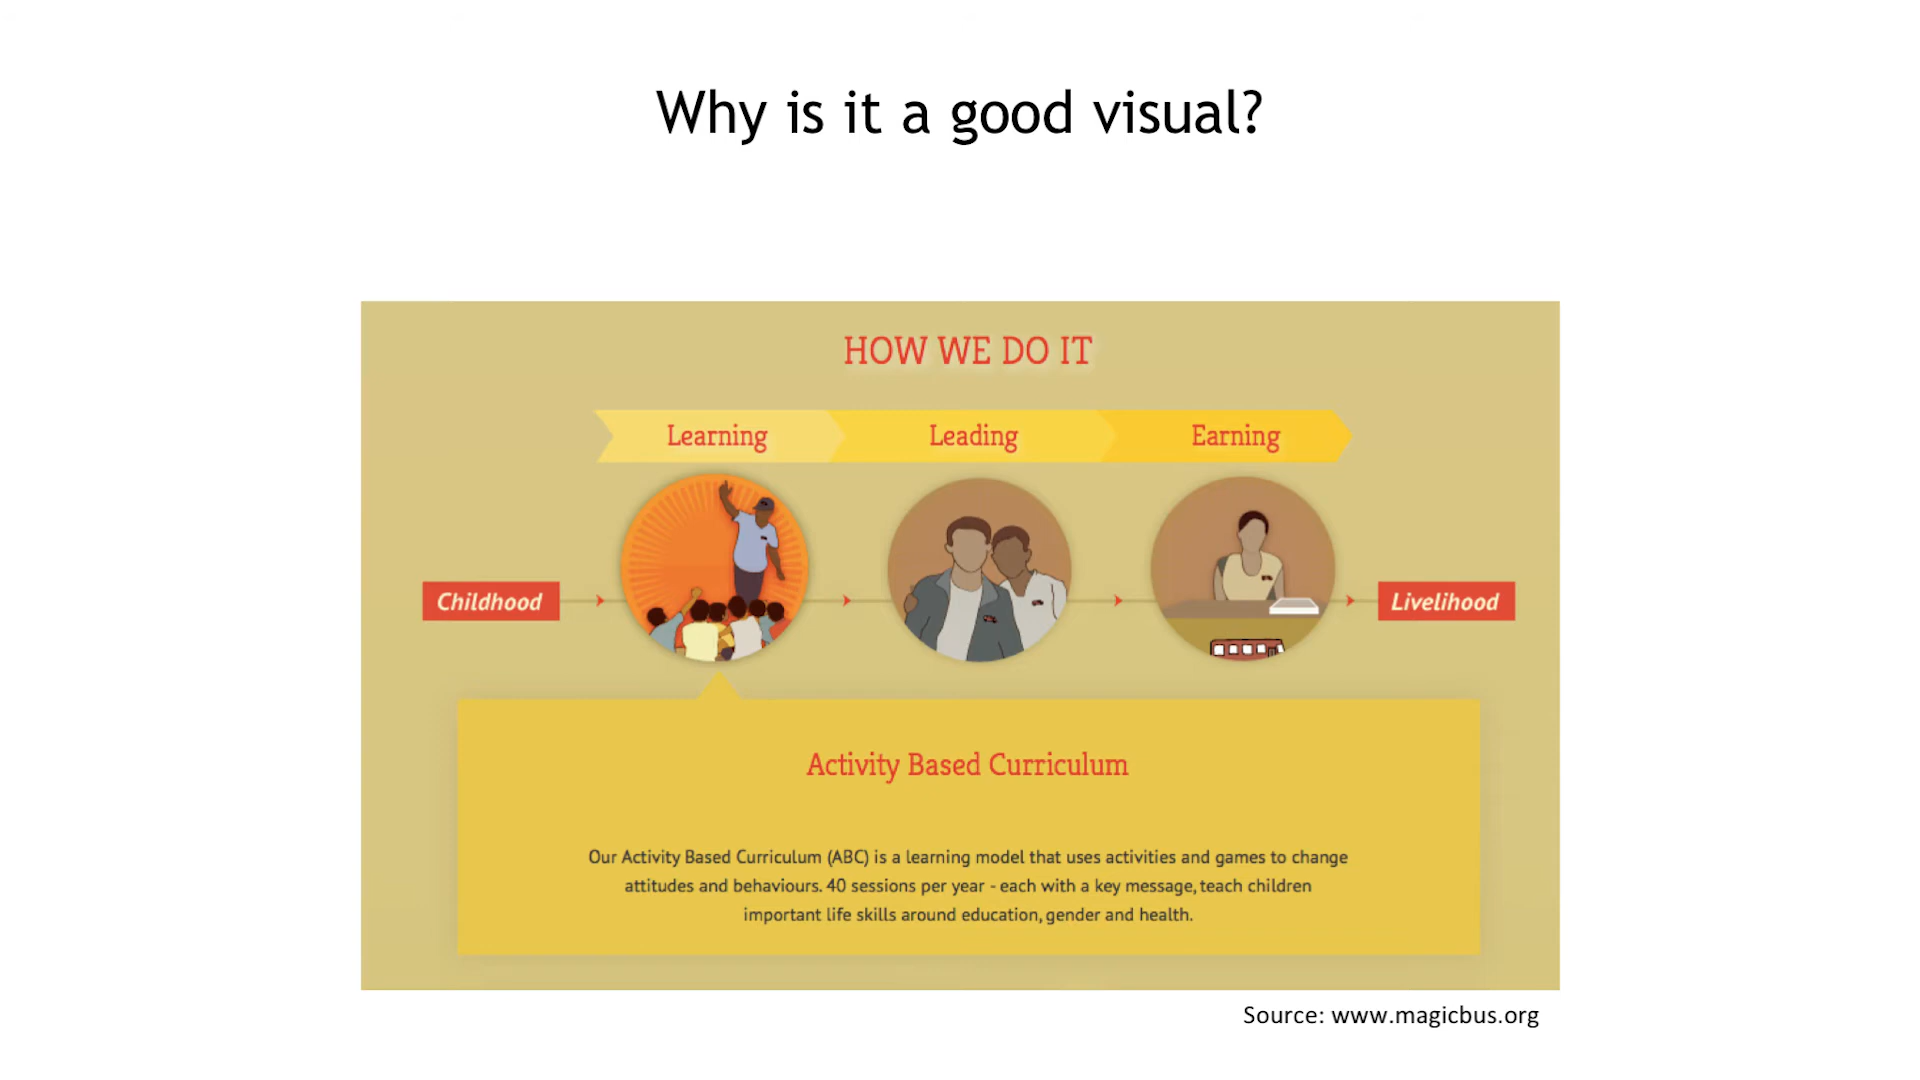 Why is it a good visual?
HOW WE DO IT
Learning
Leading
Earning
Childhood
Livelihood
Activity Based Curriculum
Our Activity Based Curriculum (ABC) is a learning model that uses activities and games to change
attitudes and behaviours. 40 sessions per year - each with a key message, teach children
important life skills around education, gender and health.
Source: www.magicbus.org